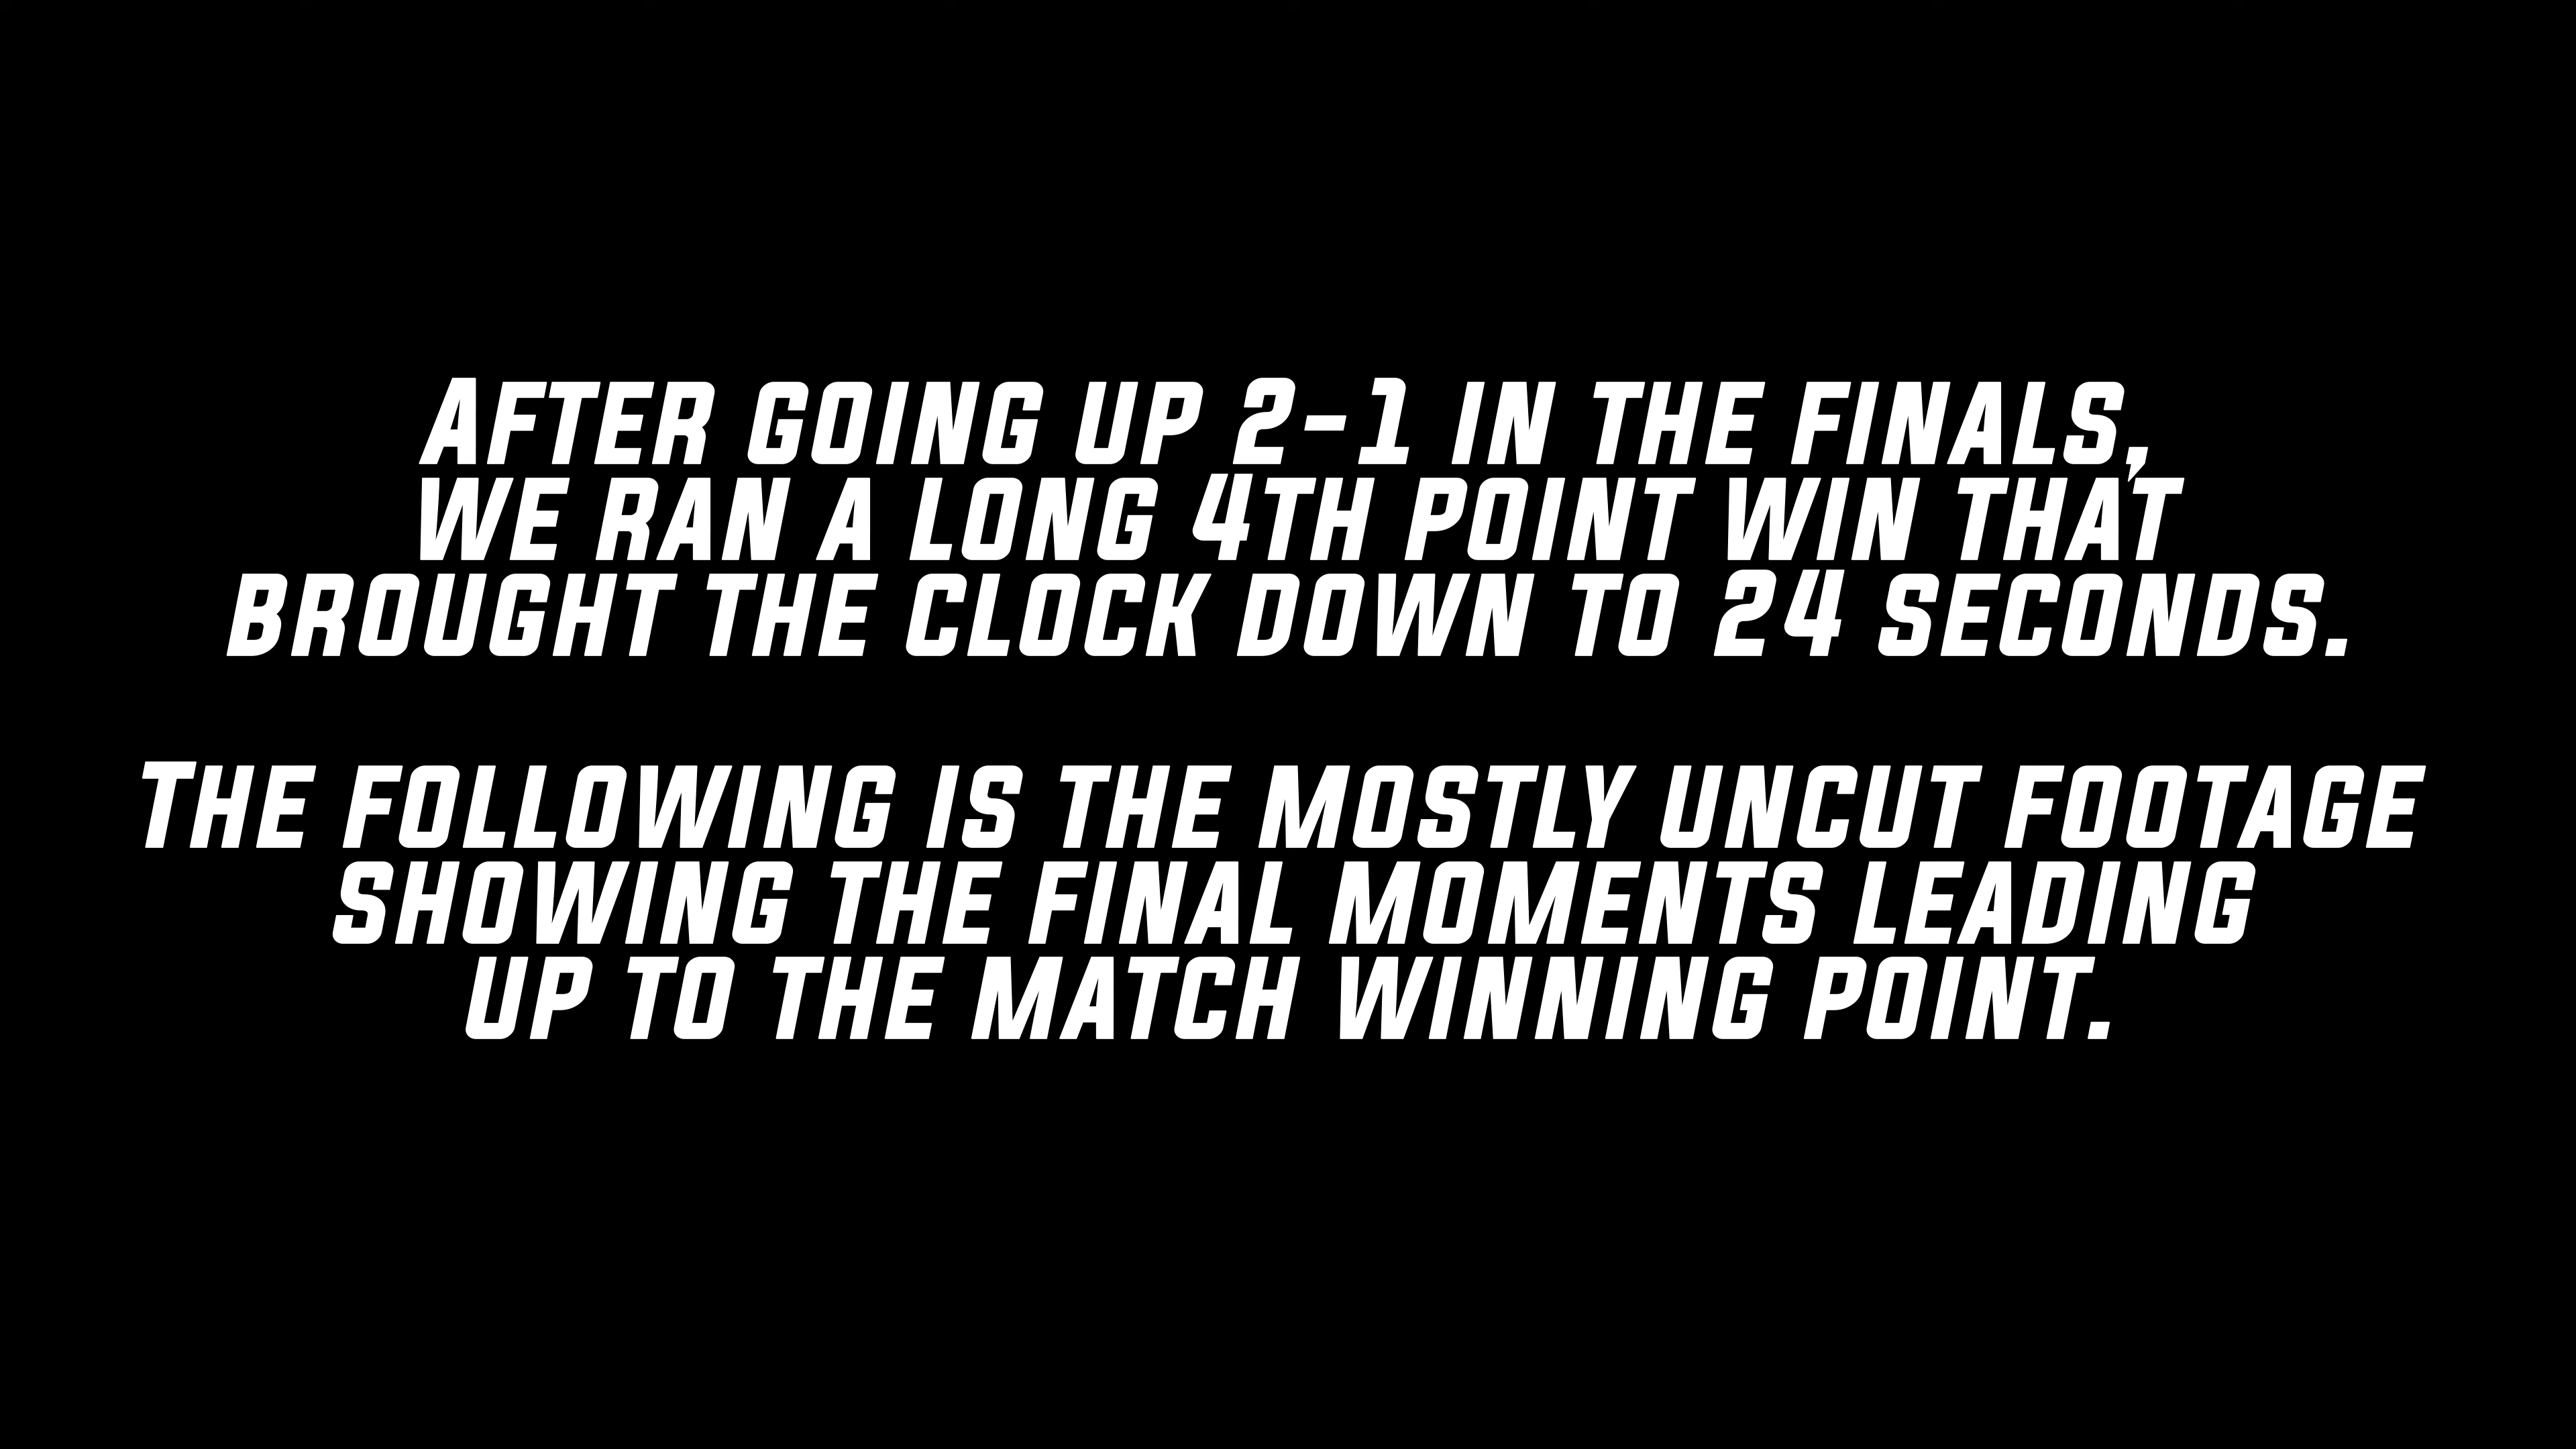 After going up 2-1 in the finals,
we ran a long 4th point win that
brought the clock down to 24 seconds.
The following is the mostly uncut footage
showing the final moments leading
up to the match winning point.